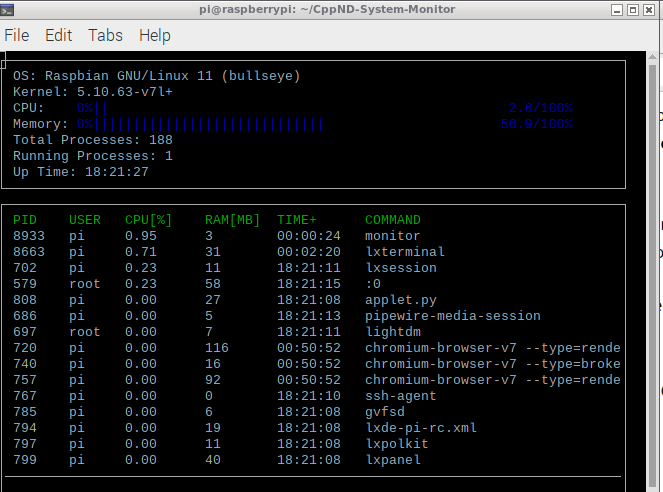 pi@raspberrypi: ~/CppND-System-Monitor
File Edit Tabs Help
OS: Raspbian GNU/Linux 11 (bullseye)
Kernel: 5.10.63-v7l+
CPU: 0%|| 2.0/100%
Memory: 0%||||||||||||||||||||||||||||| 56.9/100%
Total Processes: 188
Running Processes: 1
Up Time: 18:21:27
PID USER CPU[%] RAM[MB] TIME+ COMMAND
8933 pi 0.95 3 00:00:24 monitor
8663 pi 0.71 31 00:02:20 lxterminal
702 pi 0.23 11 18:21:11 lxsession
579 root 0.23 58 18:21:15 :0
808 pi 0.00 27 18:21:08 applet.py
686 pi 0.00 5 18:21:13 pipewire-media-session
697 root 0.00 7 18:21:11 lightdm
720 pi 0.00 116 00:50:52 chromium-browser-v7 --type=rende
740 pi 0.00 16 00:50:52 chromium-browser-v7 --type=broke
757 pi 0.00 92 00:50:52 chromium-browser-v7 --type=rende
767 pi 0.00 0 18:21:10 ssh-agent
785 pi 0.00 6 18:21:08 gvfsd
794 pi 0.00 19 18:21:08 lxde-pi-rc.xml
797 pi 0.00 11 18:21:08 lxpolkit
799 pi 0.00 40 18:21:08 lxpanel